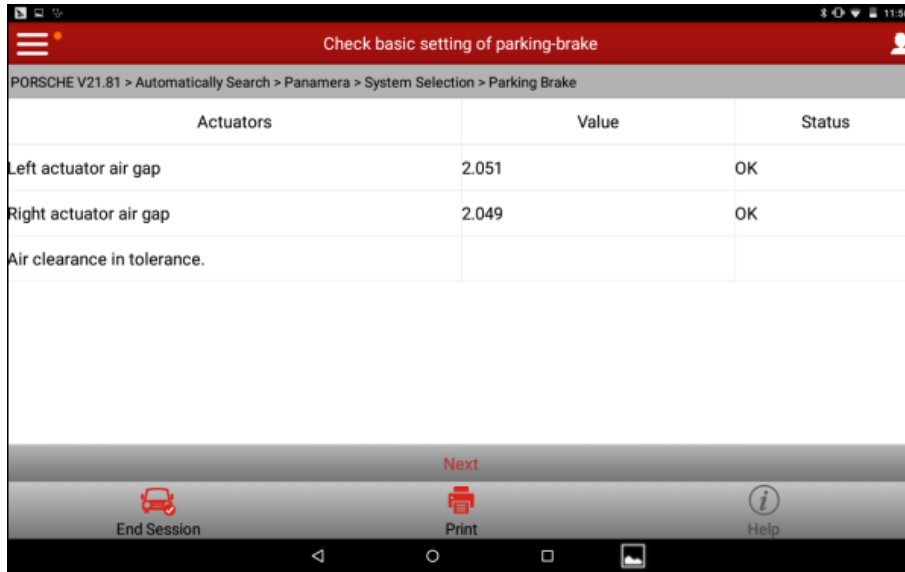 11:56
Check basic setting of parking-brake
PORSCHE V21.81 > Automatically Search > Panamera > System Selection > Parking Brake
Actuators Value Status
Left actuator air gap 2.051 OK
Right actuator air gap 2.049 OK
Air clearance in tolerance.
Next
End Session Print Help